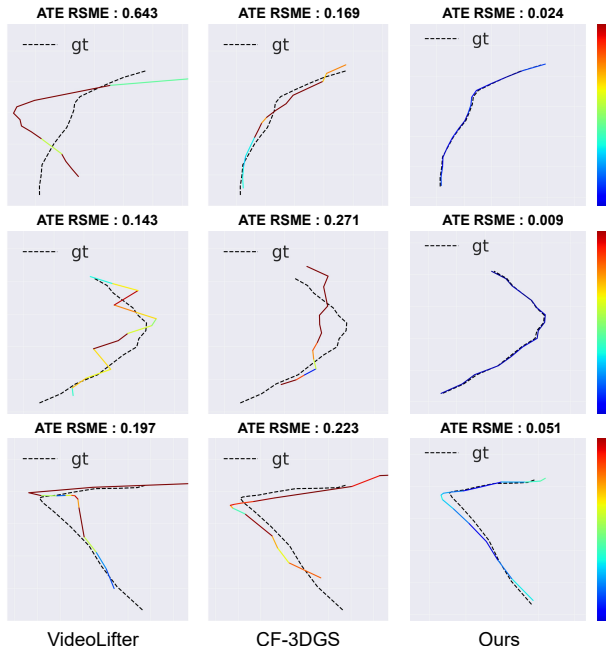 ATE RSME : 0.643 ATE RSME : 0.169 ATE RSME : 0.024
gt gt gt
ATE RSME : 0.143 ATE RSME : 0.271 ATE RSME : 0.009
gt gt gt
ATE RSME : 0.197 ATE RSME : 0.223 ATE RSME : 0.051
gt gt gt
VideoLifter CF-3DGS Ours